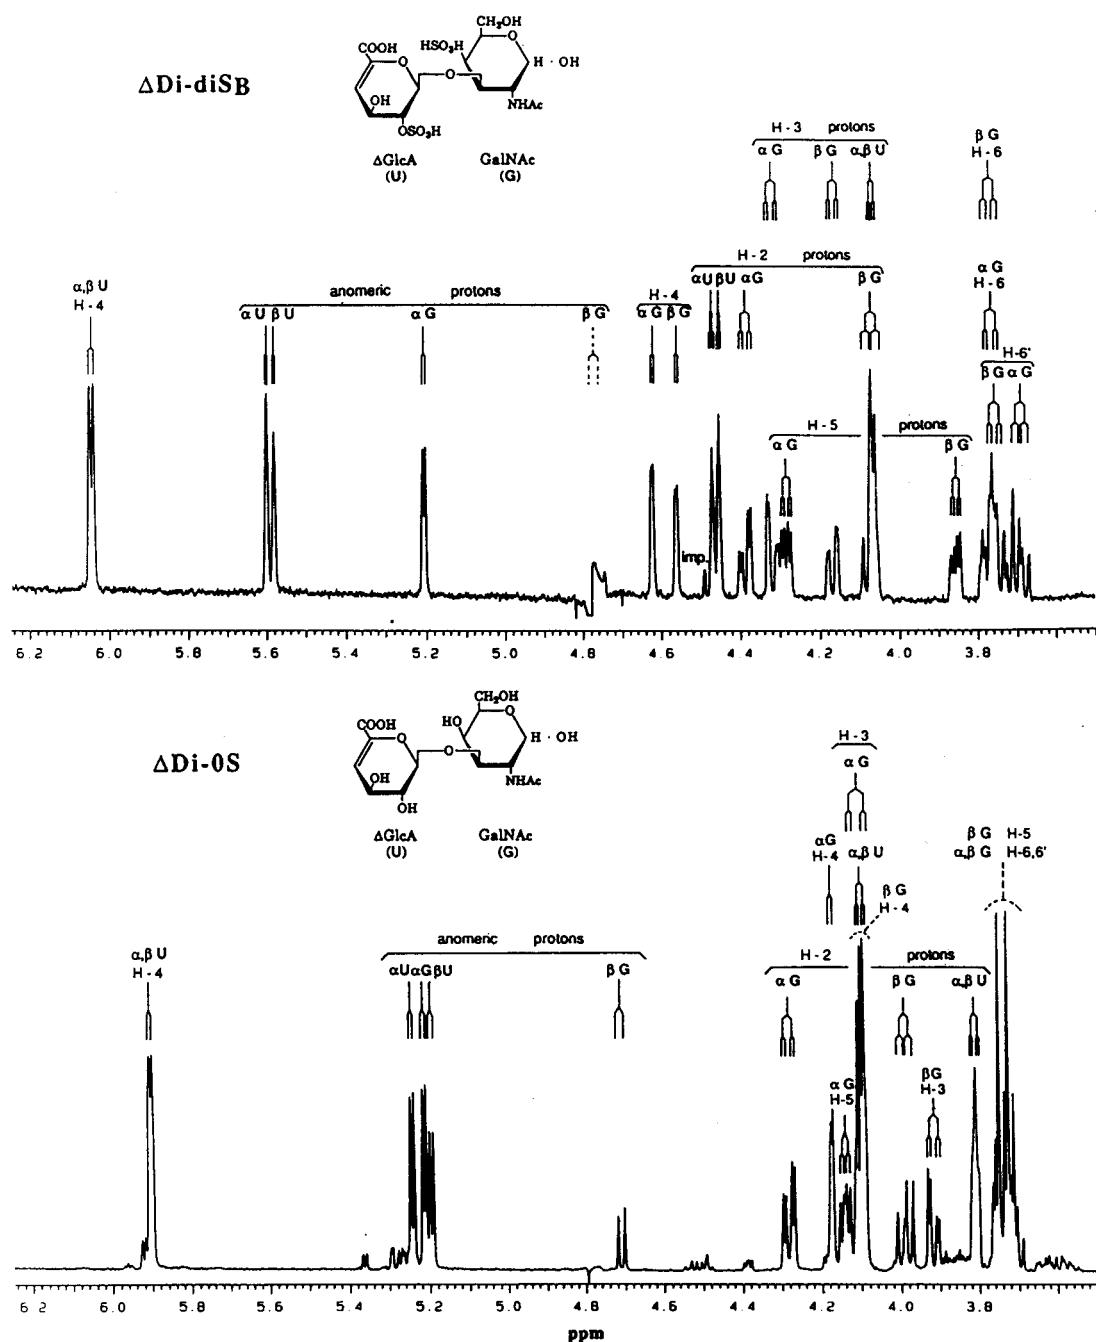 ΔDi-diSB
CH₂OH
HSO₃H
COOH
O
O
O
H · OH
OH
NHAc
OSO₃H
ΔGlcA
(U)
GalNAc
(G)
H - 3 protons
α G β G α,β U
β G
H - 6
H - 2 protons
α U β U α G β G
α G
H - 6
α,β U
H - 4
anomeric protons
α U β U α G β G
H - 4
α G β G
H-6'
β G α G
H - 5 protons
α G β G
imp.
6.2 6.0 5.8 5.6 5.4 5.2 5.0 4.8 4.6 4.4 4.2 4.0 3.8
ΔDi-0S
CH₂OH
HO
COOH
O
O
O
H · OH
OH
NHAc
OH
ΔGlcA
(U)
GalNAc
(G)
H - 3
α G
αG
H-4
α,β U
β G
H - 4
β G H-5
α,β G H-6,6'
α,β U
H - 4
anomeric protons
αU αG βU β G
H - 2 protons
α G β G α,β U
α G
H-5
βG
H-3
6.2 6.0 5.8 5.6 5.4 5.2 5.0 4.8 4.6 4.4 4.2 4.0 3.8
ppm